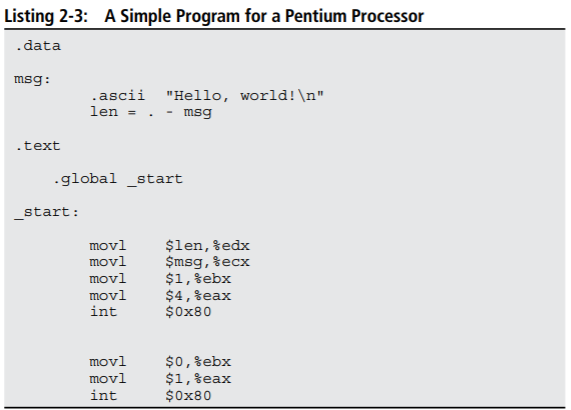 Listing 2-3: A Simple Program for a Pentium Processor
.data
msg:
.ascii "Hello, world!\n"
len = . - msg
.text
.global _start
_start:
movl $len,%edx
movl $msg,%ecx
movl $1,%ebx
movl $4,%eax
int $0x80
movl $0,%ebx
movl $1,%eax
int $0x80